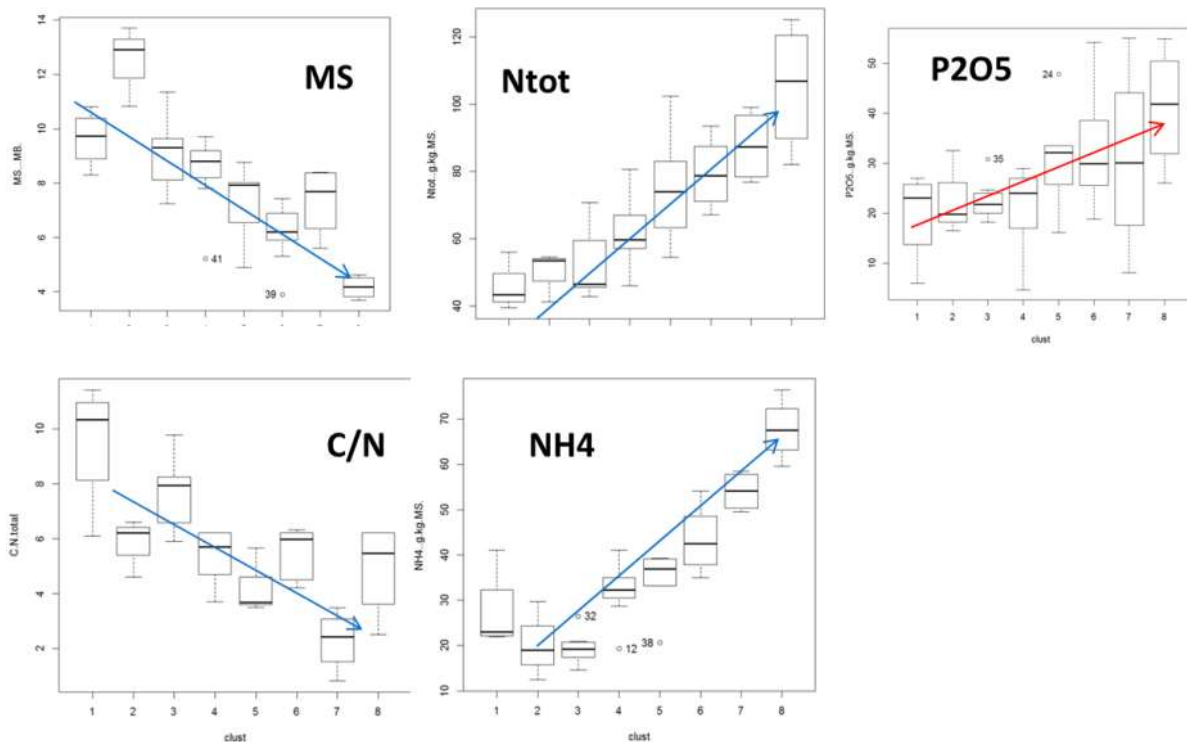 MS
MS. MB.
14
12
10
8
6
4
41
39
Ntot
Ntot..g.kg.MS.
120
100
80
60
40
P2O5
P2O5..g.kg.MS.
50
40
30
20
10
24
35
1 2 3 4 5 6 7 8
clust
C/N
C.N.total
10
8
6
4
2
1 2 3 4 5 6 7 8
clust
NH4
NH4..g.kg.MS.
70
60
50
40
30
20
10
32
12
38
1 2 3 4 5 6 7 8
clust